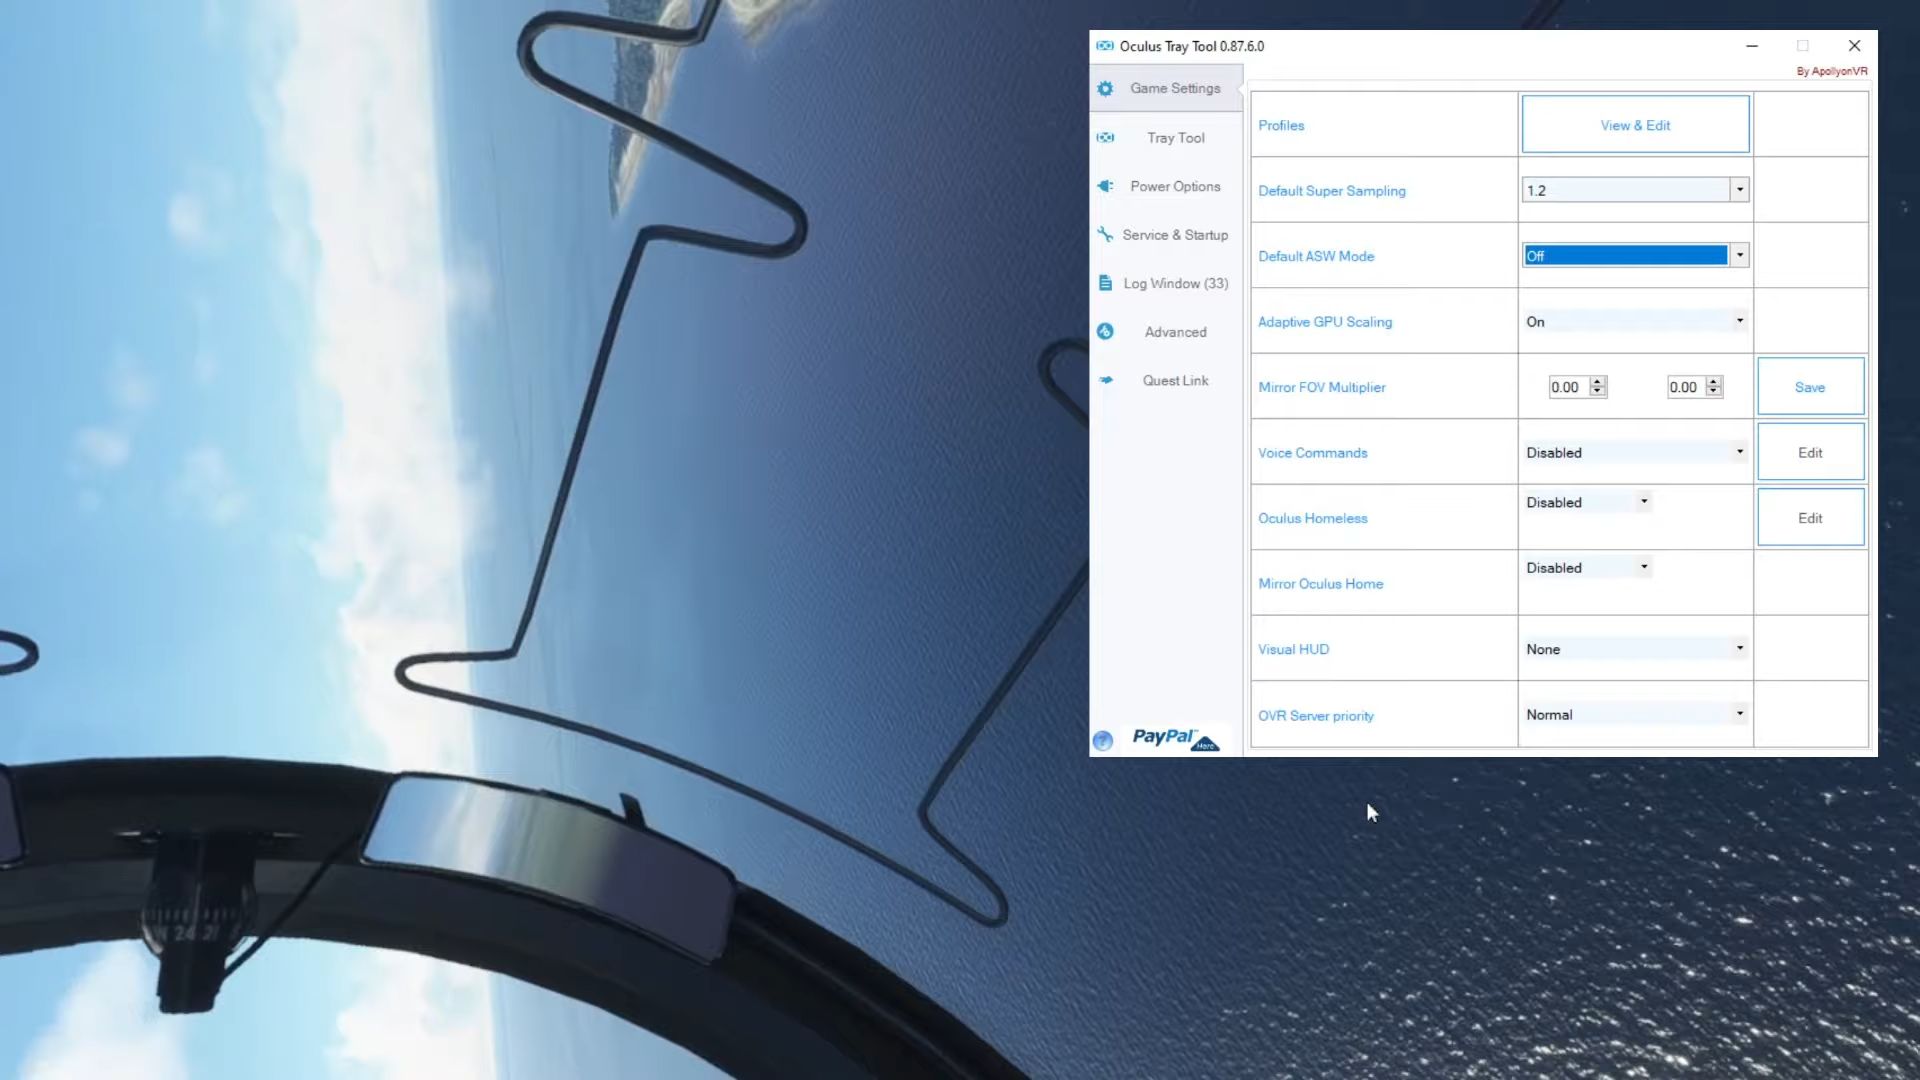 Oculus Tray Tool 0.87.6.0
By ApollyonVR
Game Settings
Tray Tool
Power Options
Service & Startup
Log Window (33)
Advanced
Quest Link
PayPal
Here
Profiles
View & Edit
Default Super Sampling
1.2
Default ASW Mode
Off
Adaptive GPU Scaling
On
Mirror FOV Multiplier
0.00
0.00
Save
Voice Commands
Disabled
Edit
Oculus Homeless
Disabled
Edit
Mirror Oculus Home
Disabled
Visual HUD
None
OVR Server priority
Normal